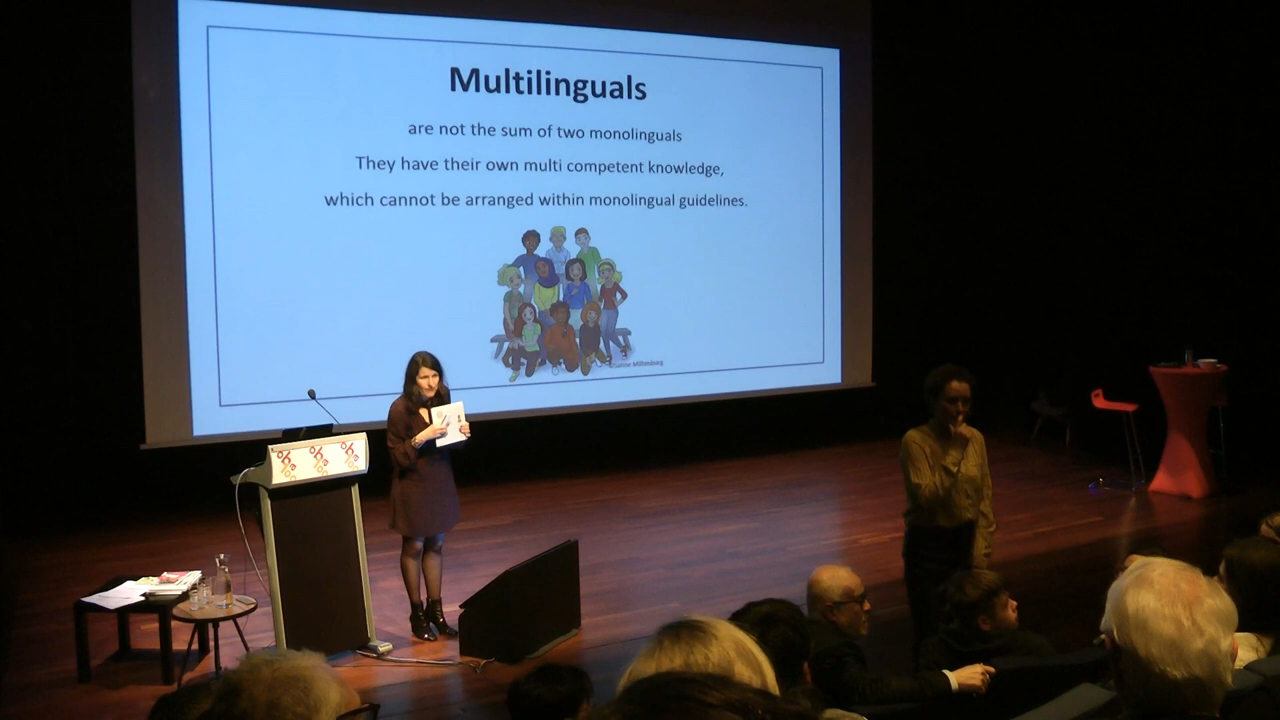 Multilinguals
are not the sum of two monolinguals
They have their own multi competent knowledge,
which cannot be arranged within monolingual guidelines.
Miltenburg